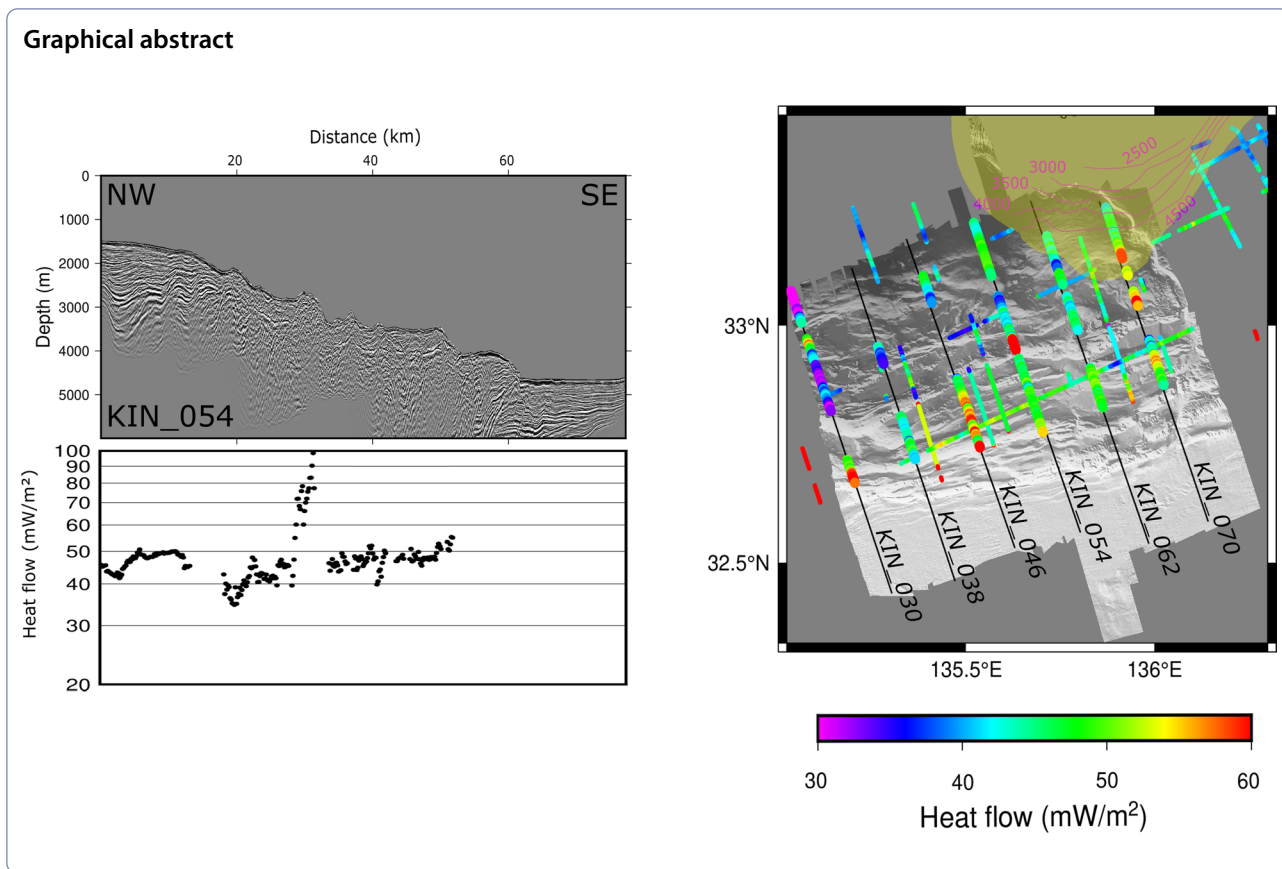 Graphical abstract
Distance (km)
20 40 60
Depth (m)
0
1000
2000
3000
4000
5000
NW SE
KIN_054
Heat flow (mW/m²)
100
90
80
70
60
50
40
30
20
2500
3000
3500
4000
4500
33°N
32.5°N
135.5°E 136°E
KIN_030
KIN_038
KIN_046
KIN_054
KIN_062
KIN_070
30 40 50 60
Heat flow (mW/m²)